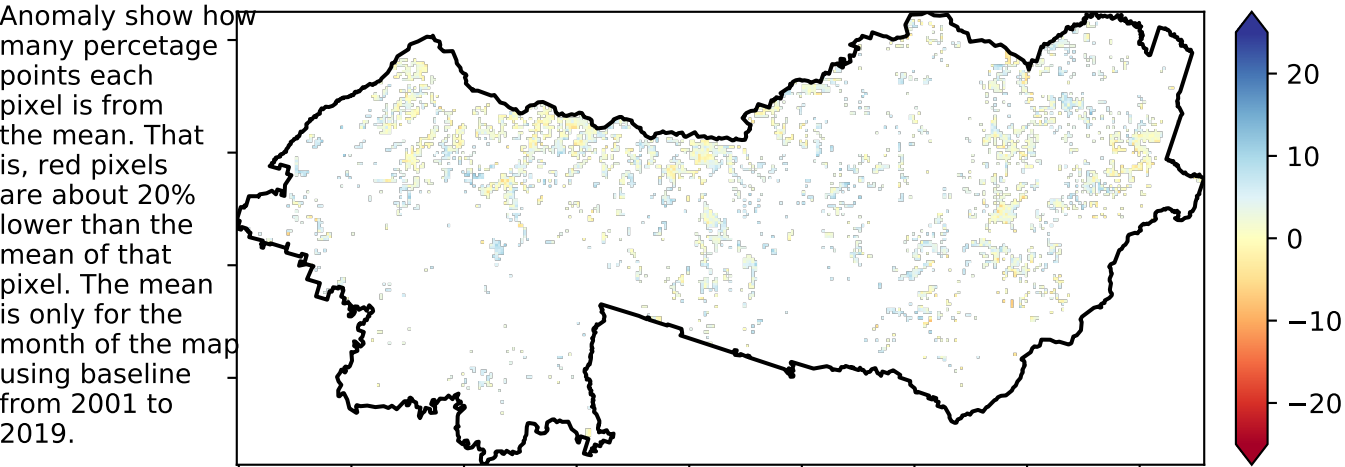 Anomaly show how
many percetage
points each
pixel is from
the mean. That
is, red pixels
are about 20%
lower than the
mean of that
pixel. The mean
is only for the
month of the map
using baseline
from 2001 to
2019.
20
10
0
−10
−20